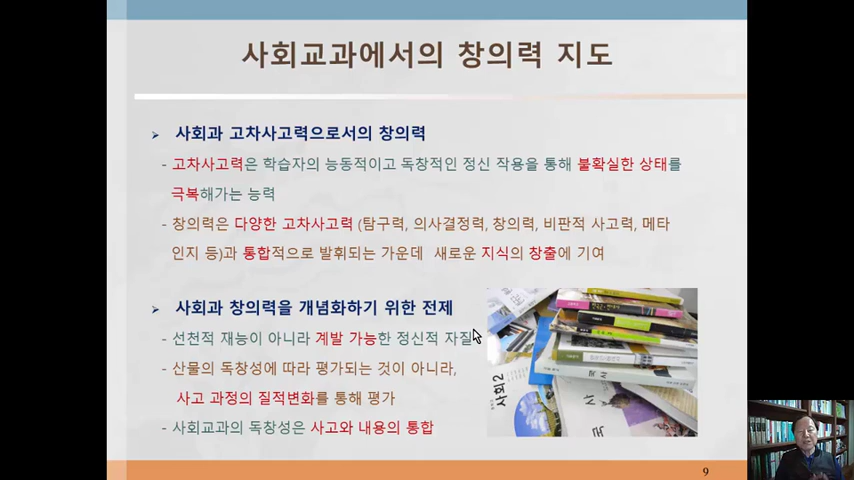 사회교과에서의 창의력 지도
➢ 사회과 고차사고력으로서의 창의력
- 고차사고력은 학습자의 능동적이고 독창적인 정신 작용을 통해 불확실한 상태를
극복해가는 능력
- 창의력은 다양한 고차사고력 (탐구력, 의사결정력, 창의력, 비판적 사고력, 메타
인지 등)과 통합적으로 발휘되는 가운데 새로운 지식의 창출에 기여
➢ 사회과 창의력을 개념화하기 위한 전제
- 선천적 재능이 아니라 계발 가능한 정신적 자질
- 산물의 독창성에 따라 평가되는 것이 아니라,
사고 과정의 질적변화를 통해 평가
- 사회교과의 독창성은 사고와 내용의 통합
사회2
국사
국사
9